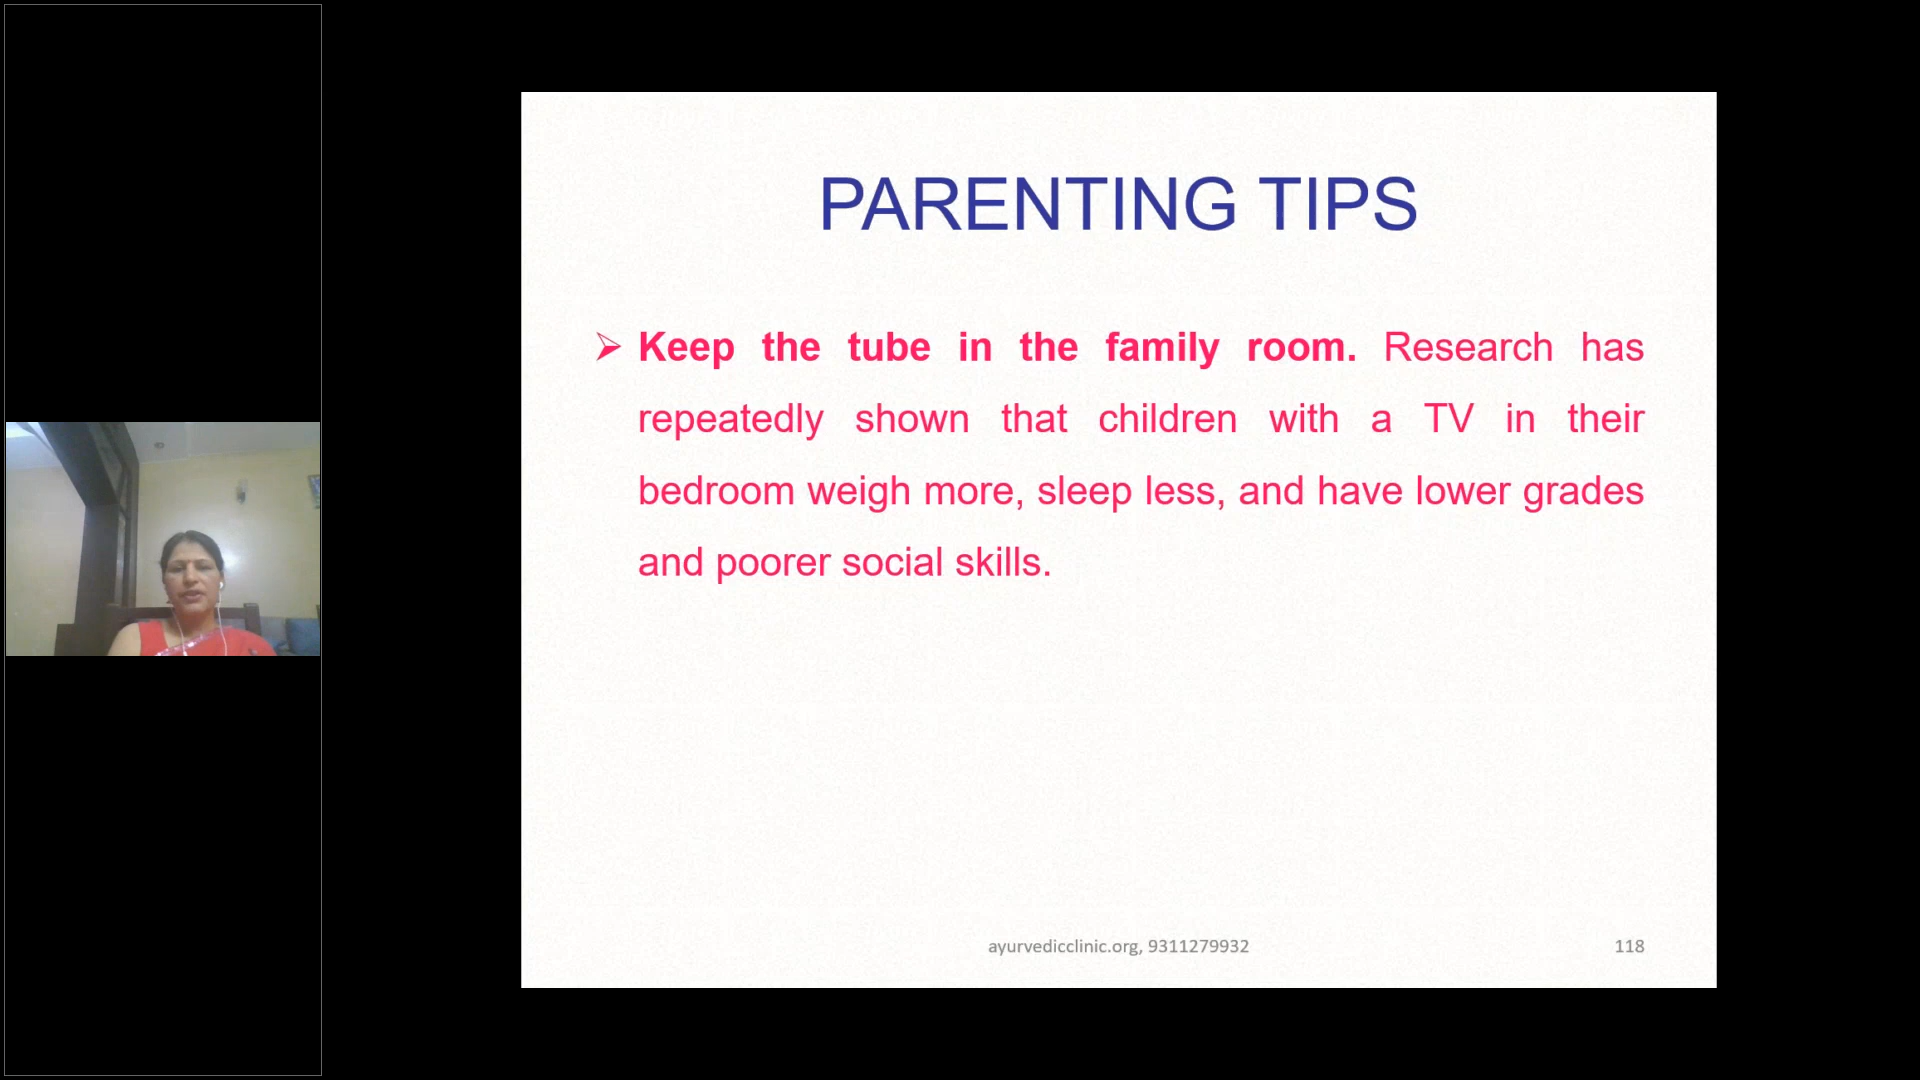 PARENTING TIPS
➢ Keep the tube in the family room. Research has
repeatedly shown that children with a TV in their
bedroom weigh more, sleep less, and have lower grades
and poorer social skills.
ayurvedicclinic.org, 9311279932
118